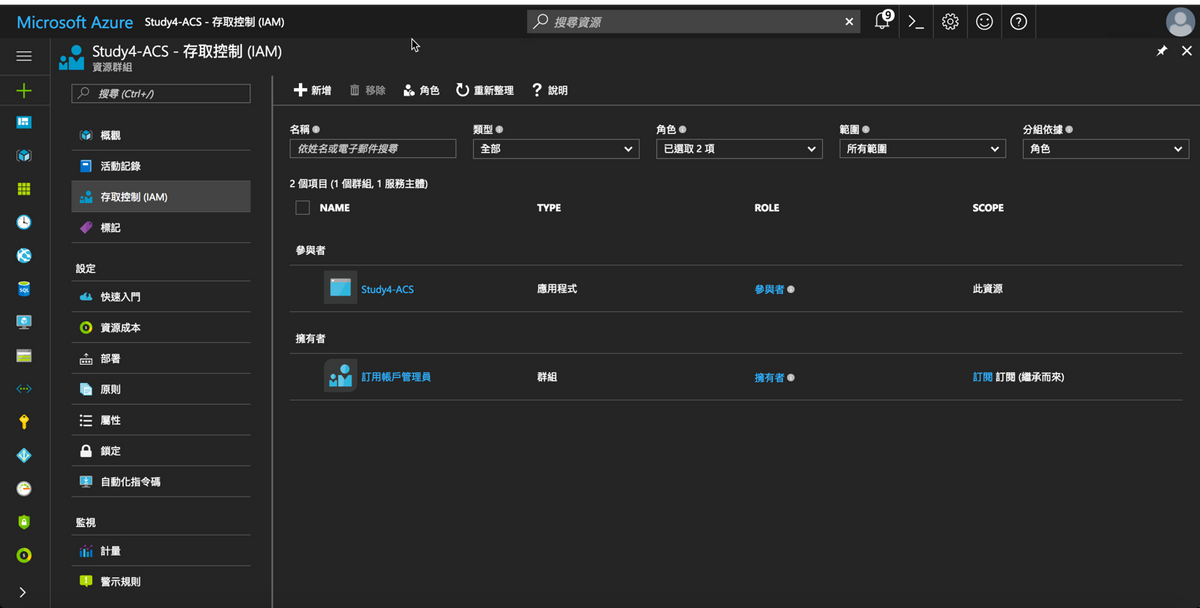 Microsoft Azure Study4-ACS - 存取控制 (IAM) 搜尋資源 9
Study4-ACS - 存取控制 (IAM)
資源群組
搜尋 (Ctrl+/)
概觀
活動記錄
存取控制 (IAM)
標記
設定
快速入門
資源成本
部署
原則
屬性
鎖定
自動化指令碼
監視
計量
警示規則
新增 移除 角色 重新整理 說明
名稱 類型 角色 範圍 分組依據
依姓名或電子郵件搜尋 全部 已選取 2 項 所有範圍 角色
2 個項目 (1 個群組, 1 服務主體)
NAME TYPE ROLE SCOPE
參與者
Study4-ACS 應用程式 參與者 此資源
擁有者
訂用帳戶管理員 群組 擁有者 訂閱 訂閱 (繼承而來)